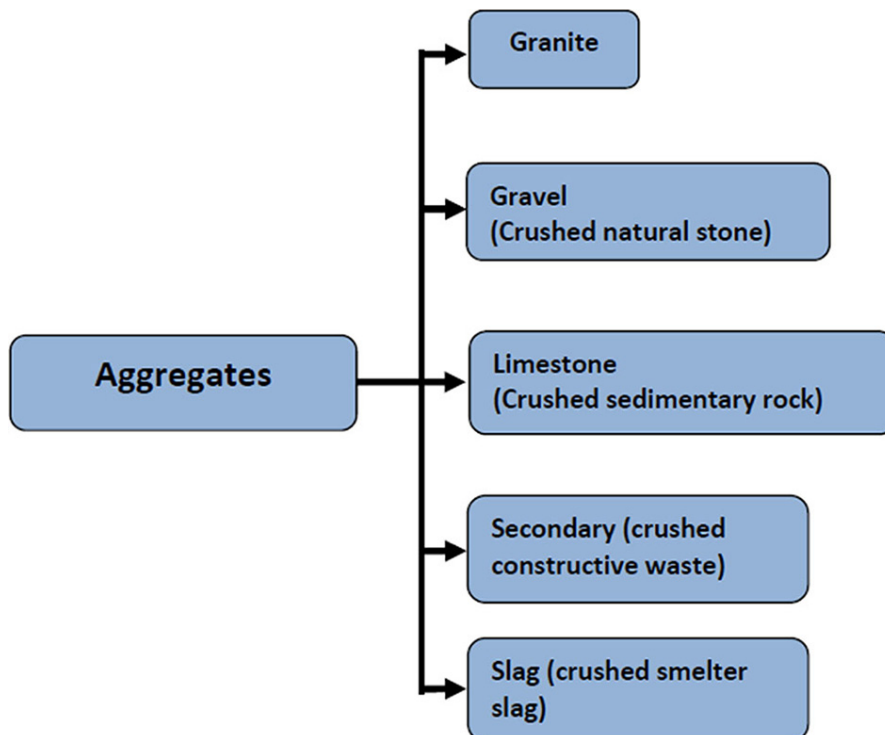 Granite
Gravel
(Crushed natural stone)
Aggregates
Limestone
(Crushed sedimentary rock)
Secondary (crushed
constructive waste)
Slag (crushed smelter
slag)